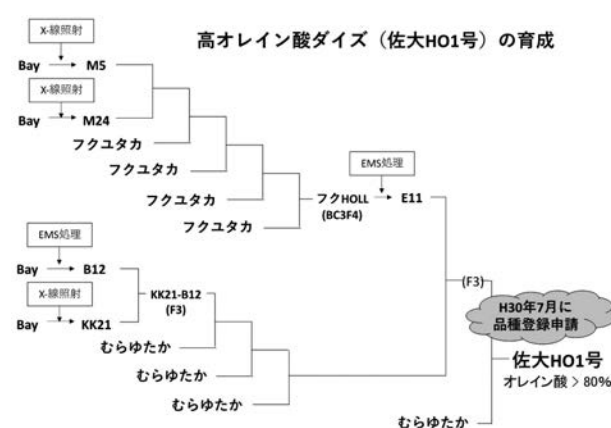 高オレイン酸ダイズ（佐大HO1号）の育成
X-線照射
Bay
M5
X-線照射
Bay
M24
フクユタカ
フクユタカ
フクユタカ
フクユタカ
フクHOLL
(BC3F4)
EMS処理
E11
EMS処理
Bay
B12
X-線照射
Bay
KK21
KK21-B12
(F3)
むらゆたか
むらゆたか
むらゆたか
(F3)
H30年7月に
品種登録申請
佐大HO1号
オレイン酸 > 80%
むらゆたか